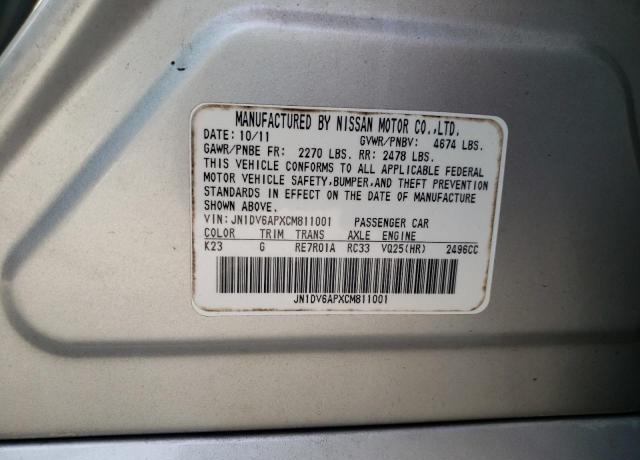 MANUFACTURED BY NISSAN MOTOR CO.,LTD.
DATE: 10/11 GVWR/PNBV: 4674 LBS.
GAWR/PNBE FR: 2270 LBS. RR: 2478 LBS.
THIS VEHICLE CONFORMS TO ALL APPLICABLE FEDERAL
MOTOR VEHICLE SAFETY, BUMPER, AND THEFT PREVENTION
STANDARDS IN EFFECT ON THE DATE OF MANUFACTURE
SHOWN ABOVE.
VIN: JN1DV6APXCM811001 PASSENGER CAR
COLOR TRIM TRANS AXLE ENGINE
K23 G RE7R01A RC33 VQ25(HR) 2496CC
JN1DV6APXCM811001